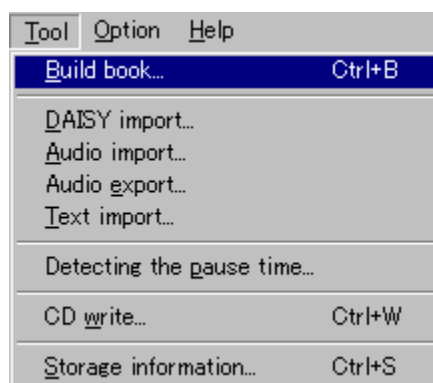 Tool Option Help
Build book... Ctrl+B
DAISY import...
Audio import...
Audio export...
Text import...
Detecting the pause time...
CD write... Ctrl+W
Storage information... Ctrl+S